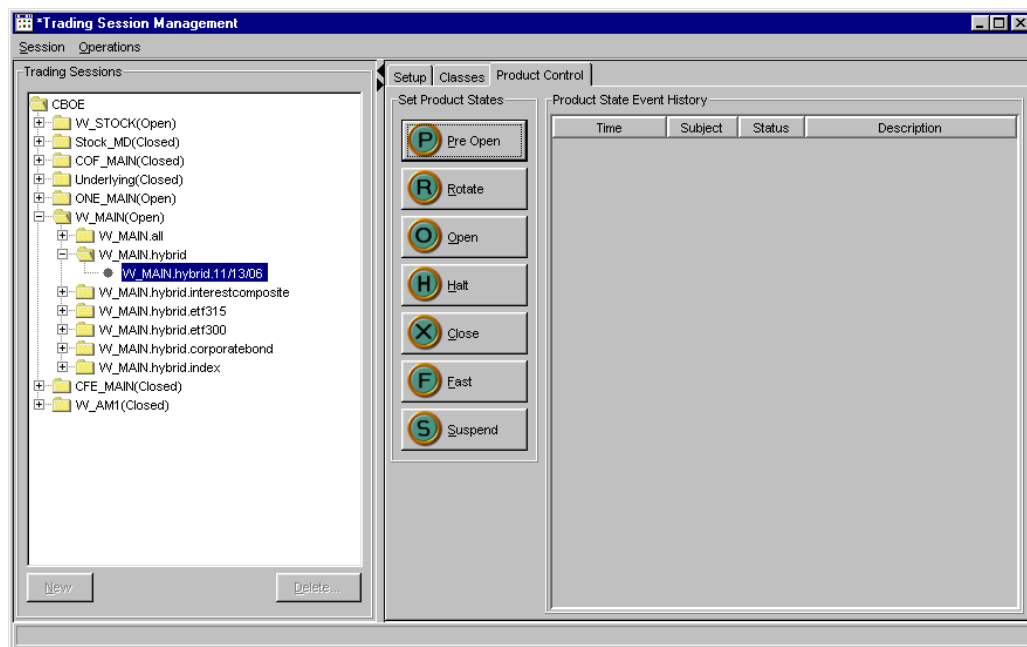 *Trading Session Management
Session Operations
Trading Sessions
CBOE
W_STOCK(Open)
Stock_MD(Closed)
COF_MAIN(Closed)
Underlying(Closed)
ONE_MAIN(Open)
W_MAIN(Open)
W_MAIN.all
W_MAIN.hybrid
W_MAIN.hybrid.11/13/06
W_MAIN.hybrid.interestcomposite
W_MAIN.hybrid.etf315
W_MAIN.hybrid.etf300
W_MAIN.hybrid.corporatebond
W_MAIN.hybrid.index
CFE_MAIN(Closed)
W_AM1(Closed)
New Delete...
Setup Classes Product Control
Set Product States
P Pre Open
R Rotate
O Open
H Halt
X Close
F Fast
S Suspend
Product State Event History
Time Subject Status Description